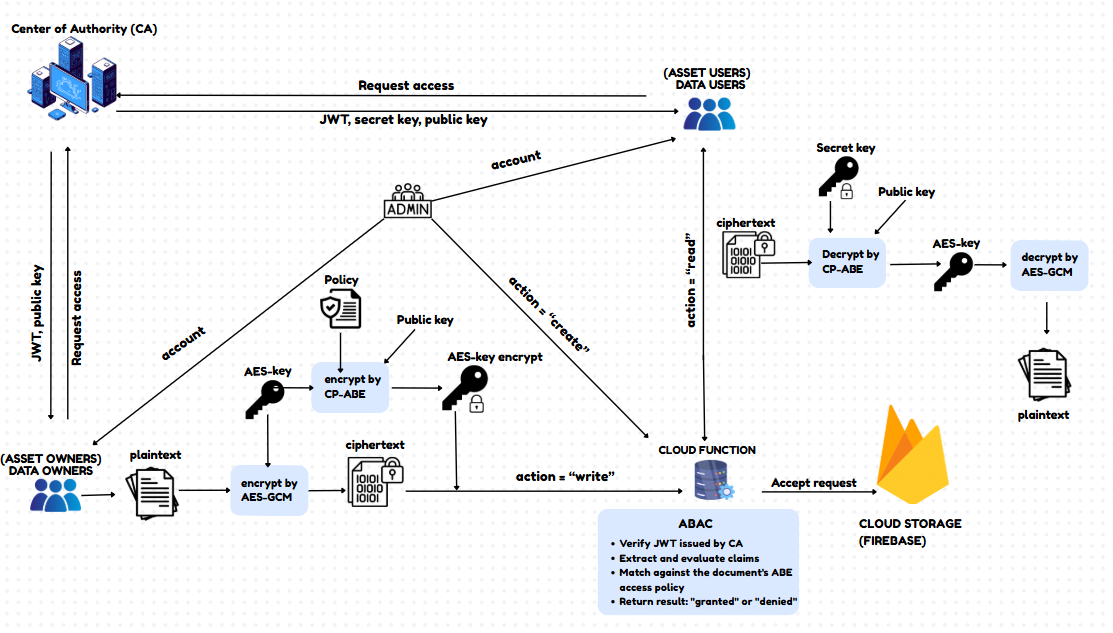 Center of Authority (CA)
(ASSET USERS)
DATA USERS
Request access
JWT, secret key, public key
account
ADMIN
Secret key
Public key
ciphertext
01011
10101
01011
Decrypt by
CP-ABE
AES-key
decrypt by
AES-GCM
plaintext
action = “read”
action = “create”
account
JWT, public key
Request access
Policy
Public key
AES-key
encrypt by
CP-ABE
AES-key encrypt
(ASSET OWNERS)
DATA OWNERS
plaintext
encrypt by
AES-GCM
ciphertext
action = “write”
CLOUD FUNCTION
Accept request
CLOUD STORAGE
(FIREBASE)
ABAC
• Verify JWT issued by CA
• Extract and evaluate claims
• Match against the document's ABE
access policy
• Return result: "granted" or "denied"